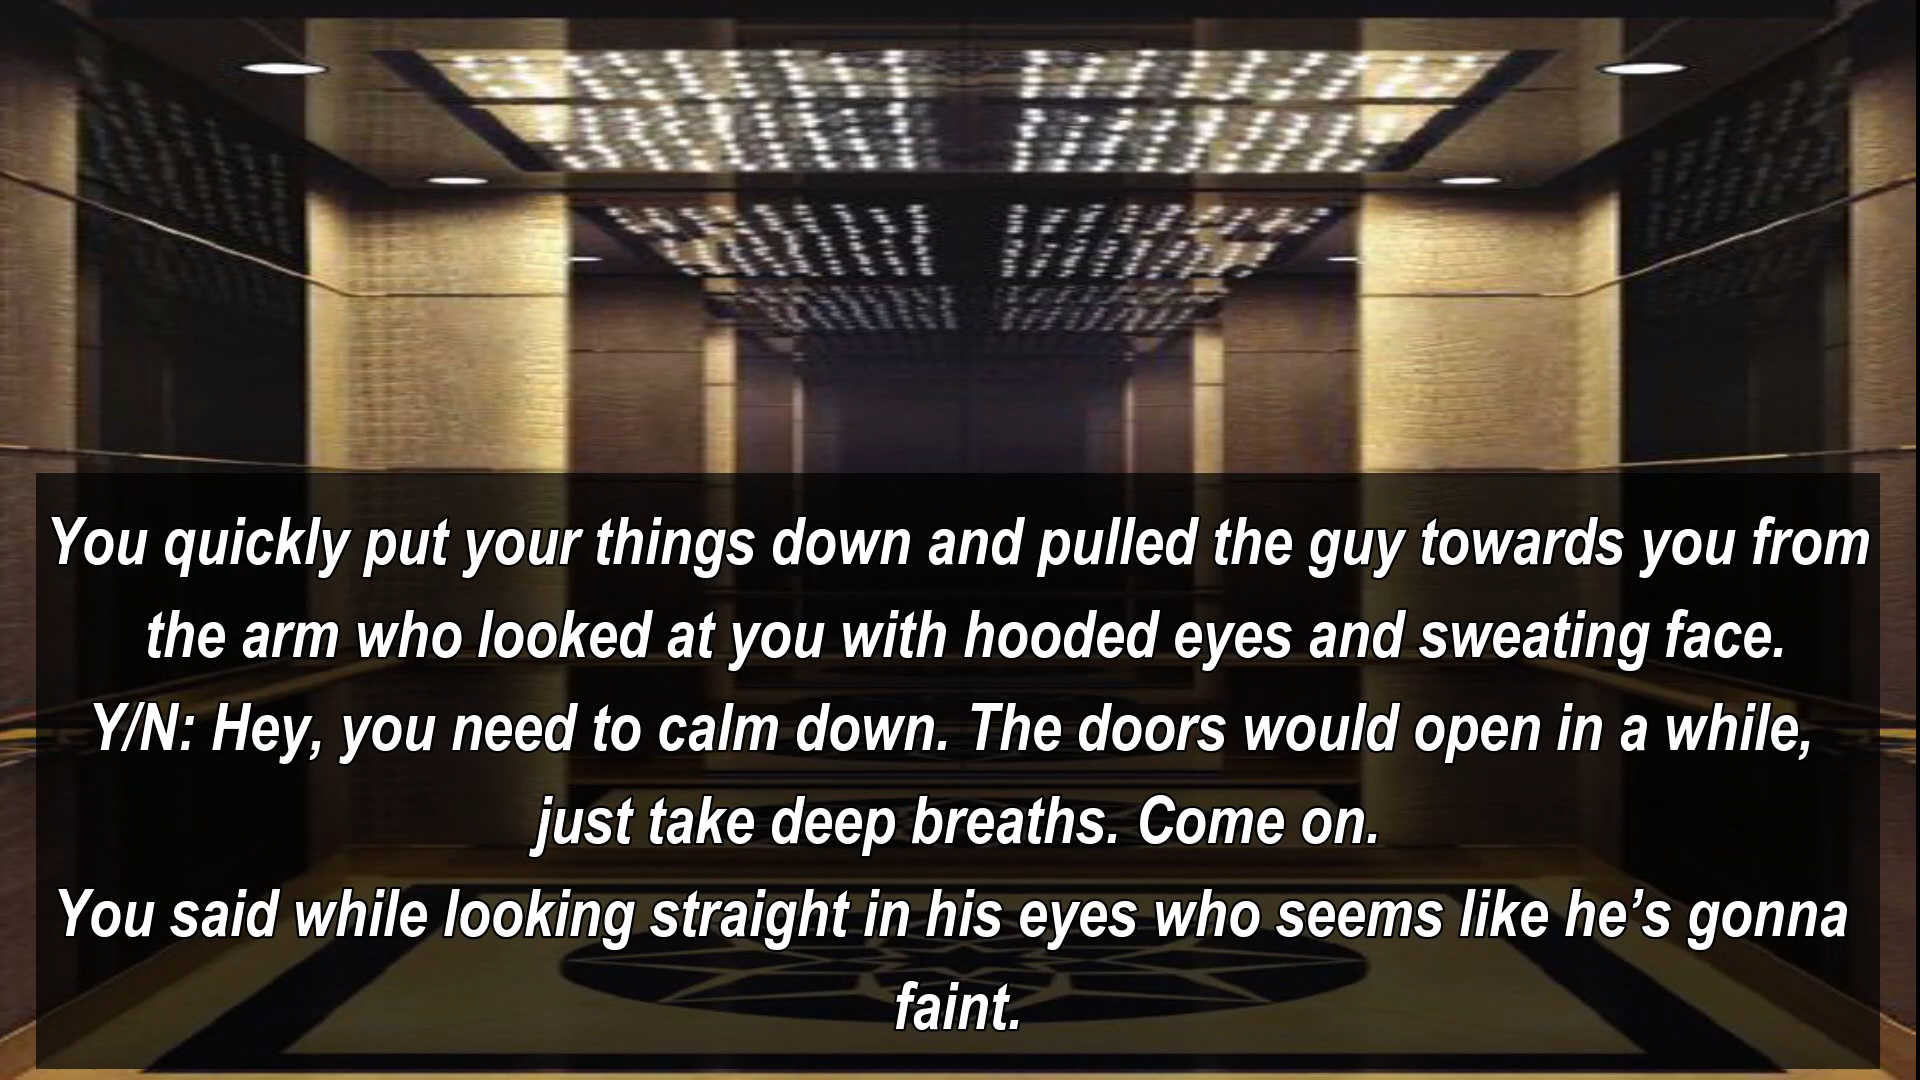 You quickly put your things down and pulled the guy towards you from
the arm who looked at you with hooded eyes and sweating face.
Y/N: Hey, you need to calm down. The doors would open in a while,
just take deep breaths. Come on.
You said while looking straight in his eyes who seems like he’s gonna
faint.